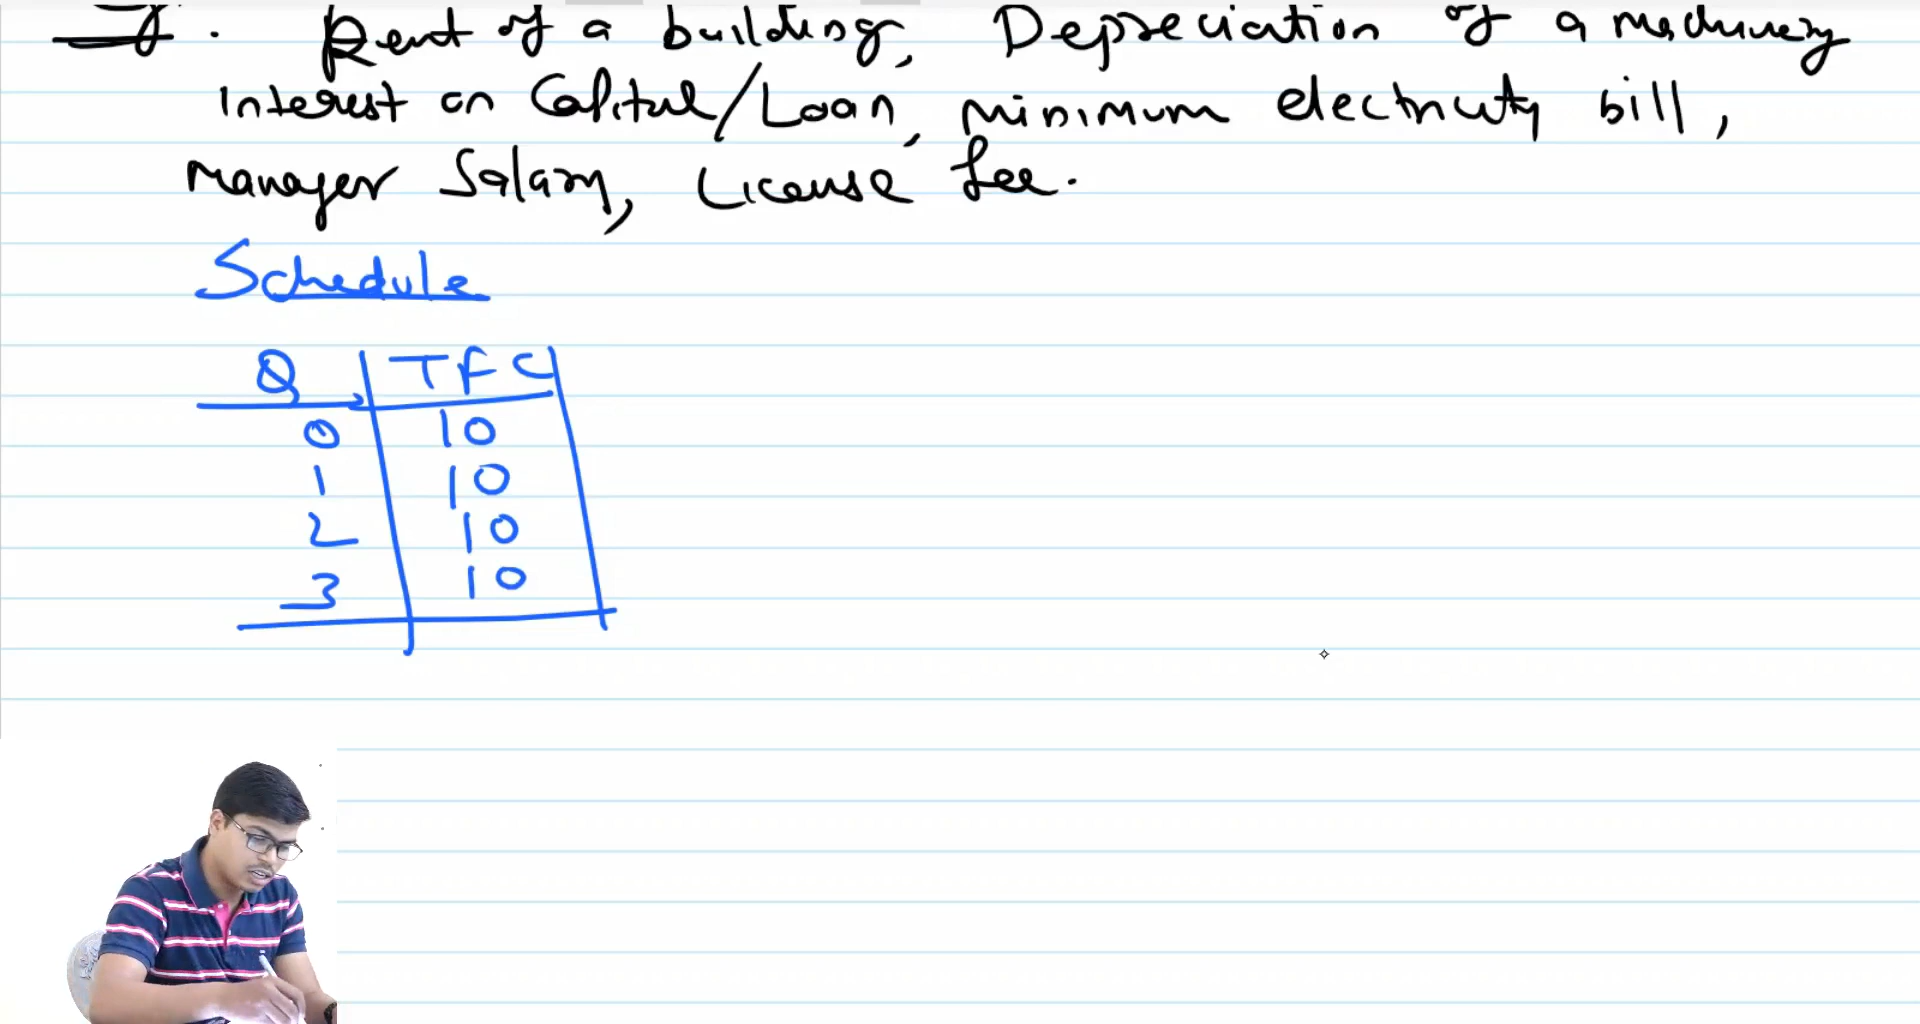 eg. Rent of a building, Depreciation of a machinery
interest on Capital/Loan, minimum electricity bill,
Manager Salary, License fee.
Schedule
Q TFC
0 10
1 10
2 10
3 10